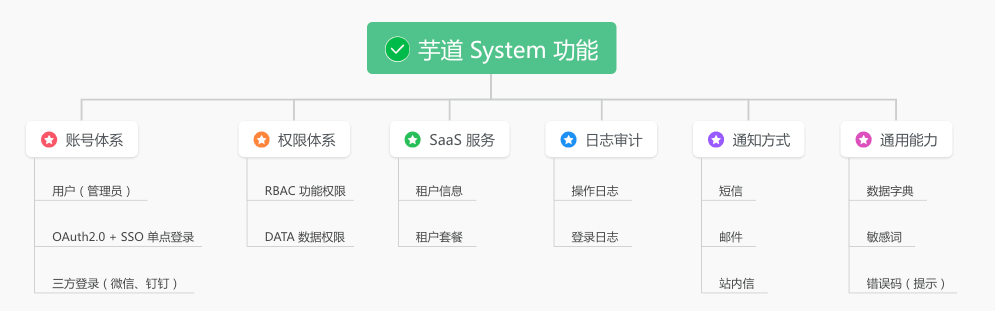 芋道 System 功能
账号体系
用户（管理员）
OAuth2.0 + SSO 单点登录
三方登录（微信、钉钉）
权限体系
RBAC 功能权限
DATA 数据权限
SaaS 服务
租户信息
租户套餐
日志审计
操作日志
登录日志
通知方式
短信
邮件
站内信
通用能力
数据字典
敏感词
错误码（提示）